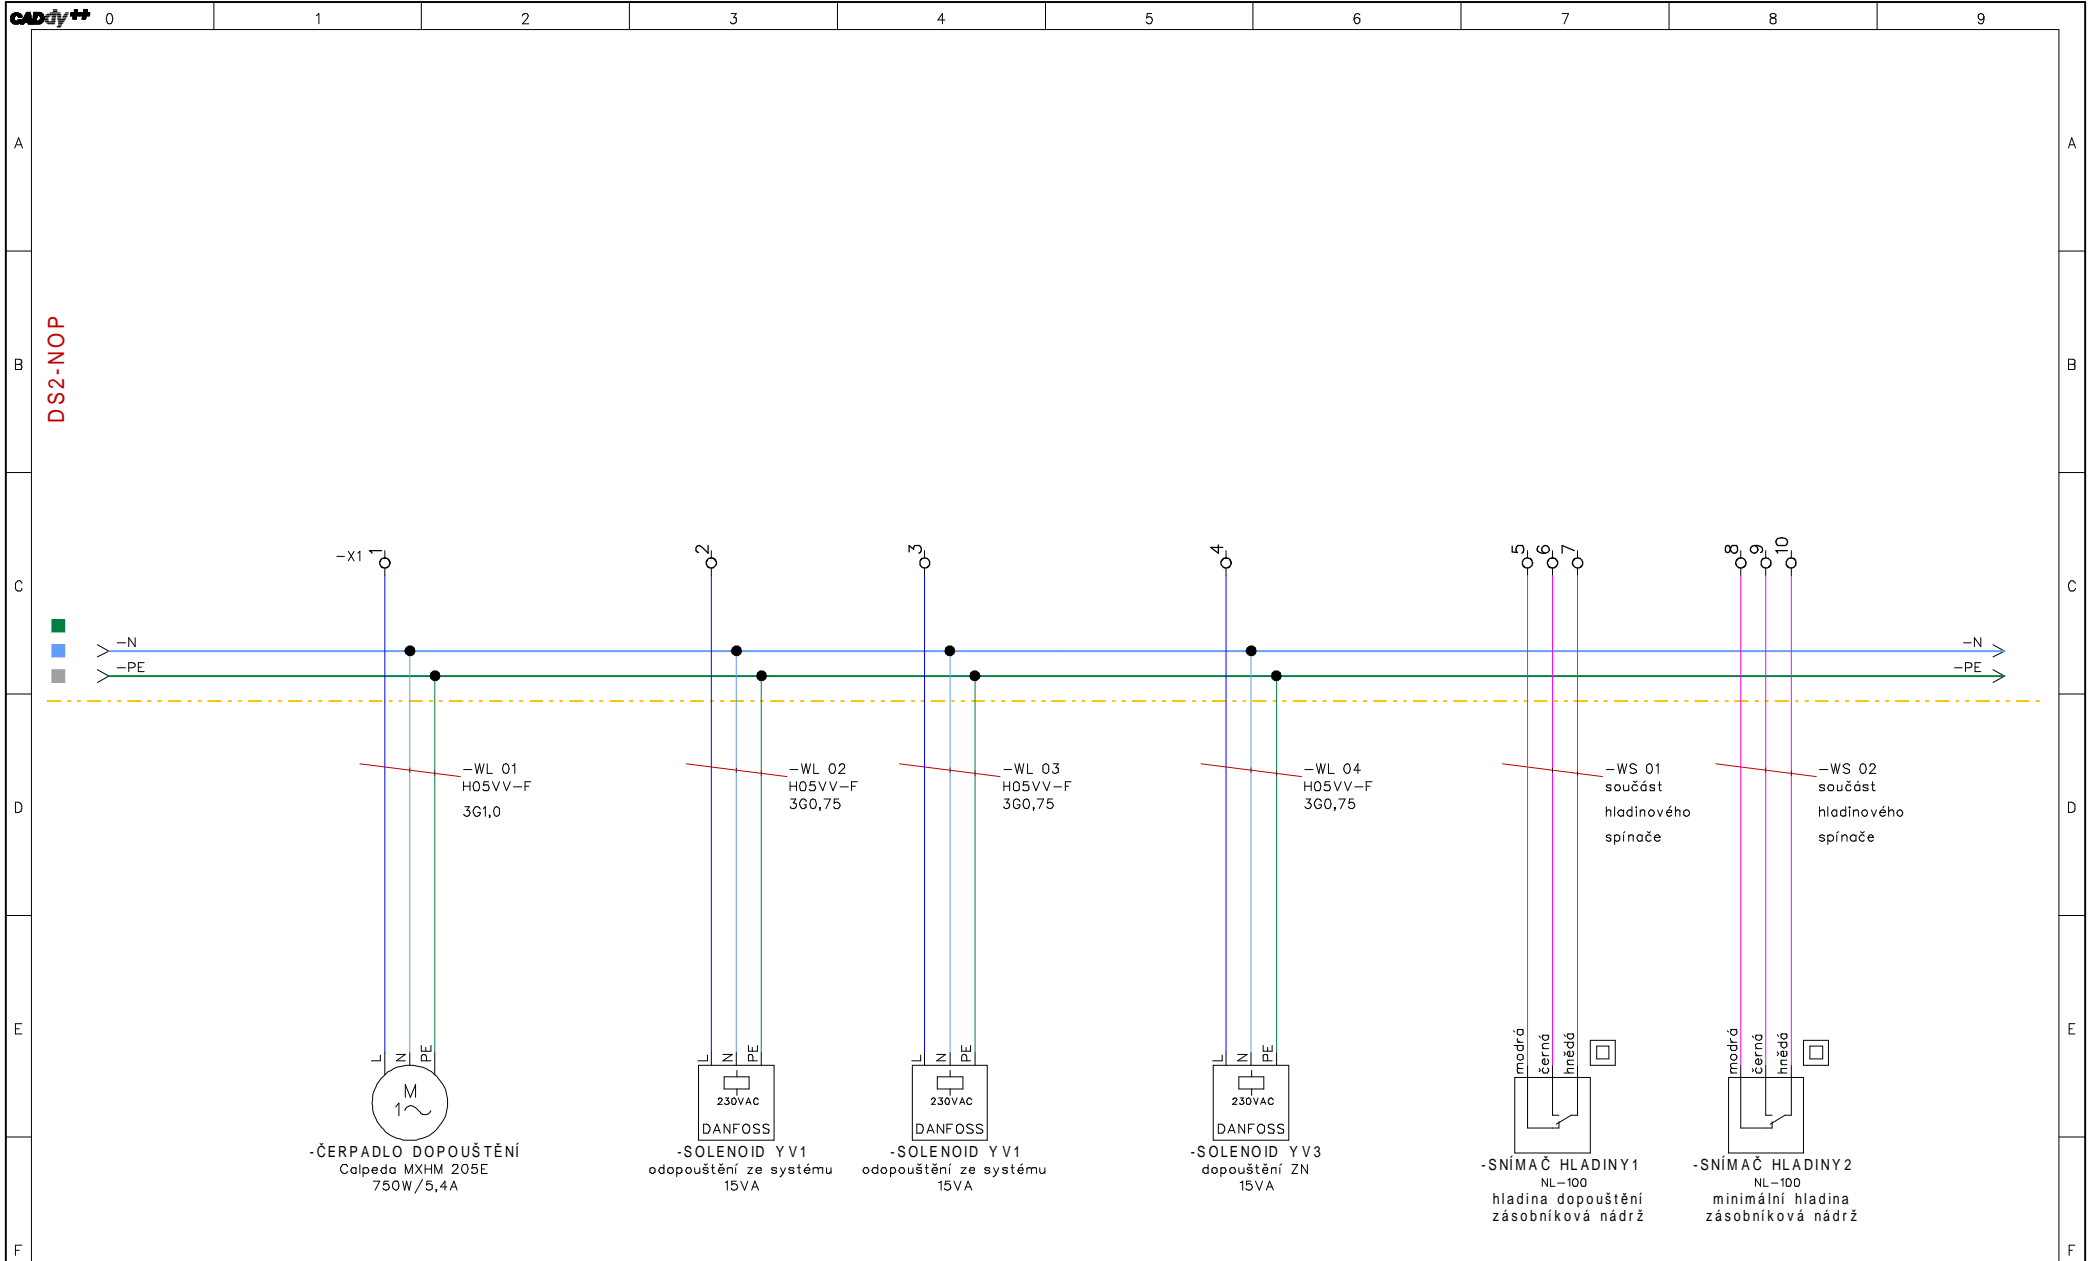 CADdy++ 0 1 2 3 4 5 6 7 8 9
A A
B B
DS2-NOP
-X1 1 2 3 4 5 6 7 8 9 10
C C
-N -N
-PE -PE
-WL 01
H05VV-F
3G1,0
-WL 02
H05VV-F
3G0,75
-WL 03
H05VV-F
3G0,75
-WL 04
H05VV-F
3G0,75
-WS 01
součást
hladinového
spínače
-WS 02
součást
hladinového
spínače
D D
E E
L N PE
M
1
-ČERPADLO DOPOUŠTĚNÍ
Calpeda MXHM 205E
750W/5,4A
L N PE
230VAC
DANFOSS
-SOLENOID YV1
odopouštění ze systému
15VA
L N PE
230VAC
DANFOSS
-SOLENOID YV1
odopouštění ze systému
15VA
L N PE
230VAC
DANFOSS
-SOLENOID YV3
dopouštění ZN
15VA
modrá černá hnědá
-SNÍMAČ HLADINY1
NL-100
hladina dopouštění
zásobníková nádrž
modrá černá hnědá
-SNÍMAČ HLADINY2
NL-100
minimální hladina
zásobníková nádrž
F F